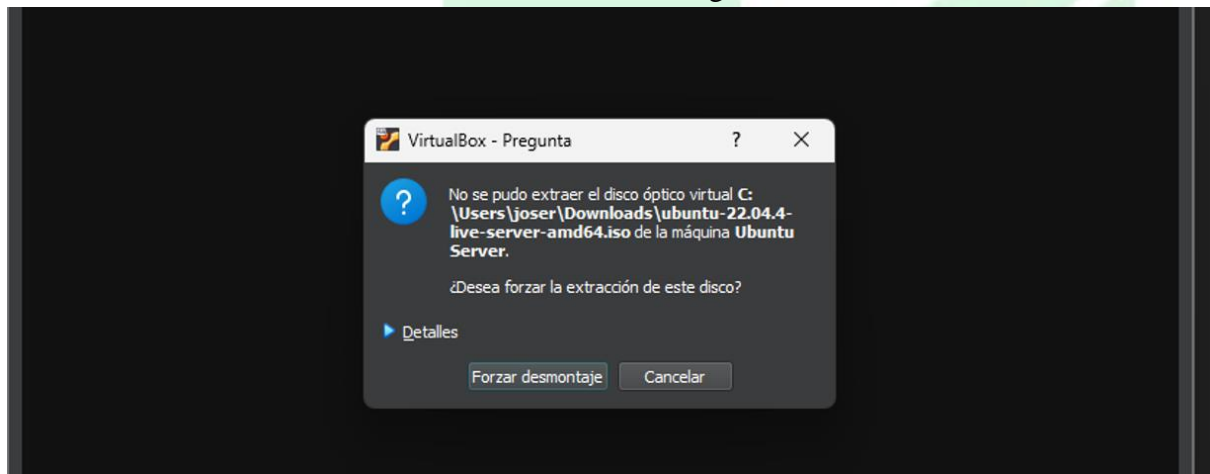 VirtualBox - Pregunta
No se pudo extraer el disco óptico virtual C:
\Users\joser\Downloads\ubuntu-22.04.4-
live-server-amd64.iso de la máquina Ubuntu
Server.
¿Desea forzar la extracción de este disco?
Detalles
Forzar desmontaje Cancelar